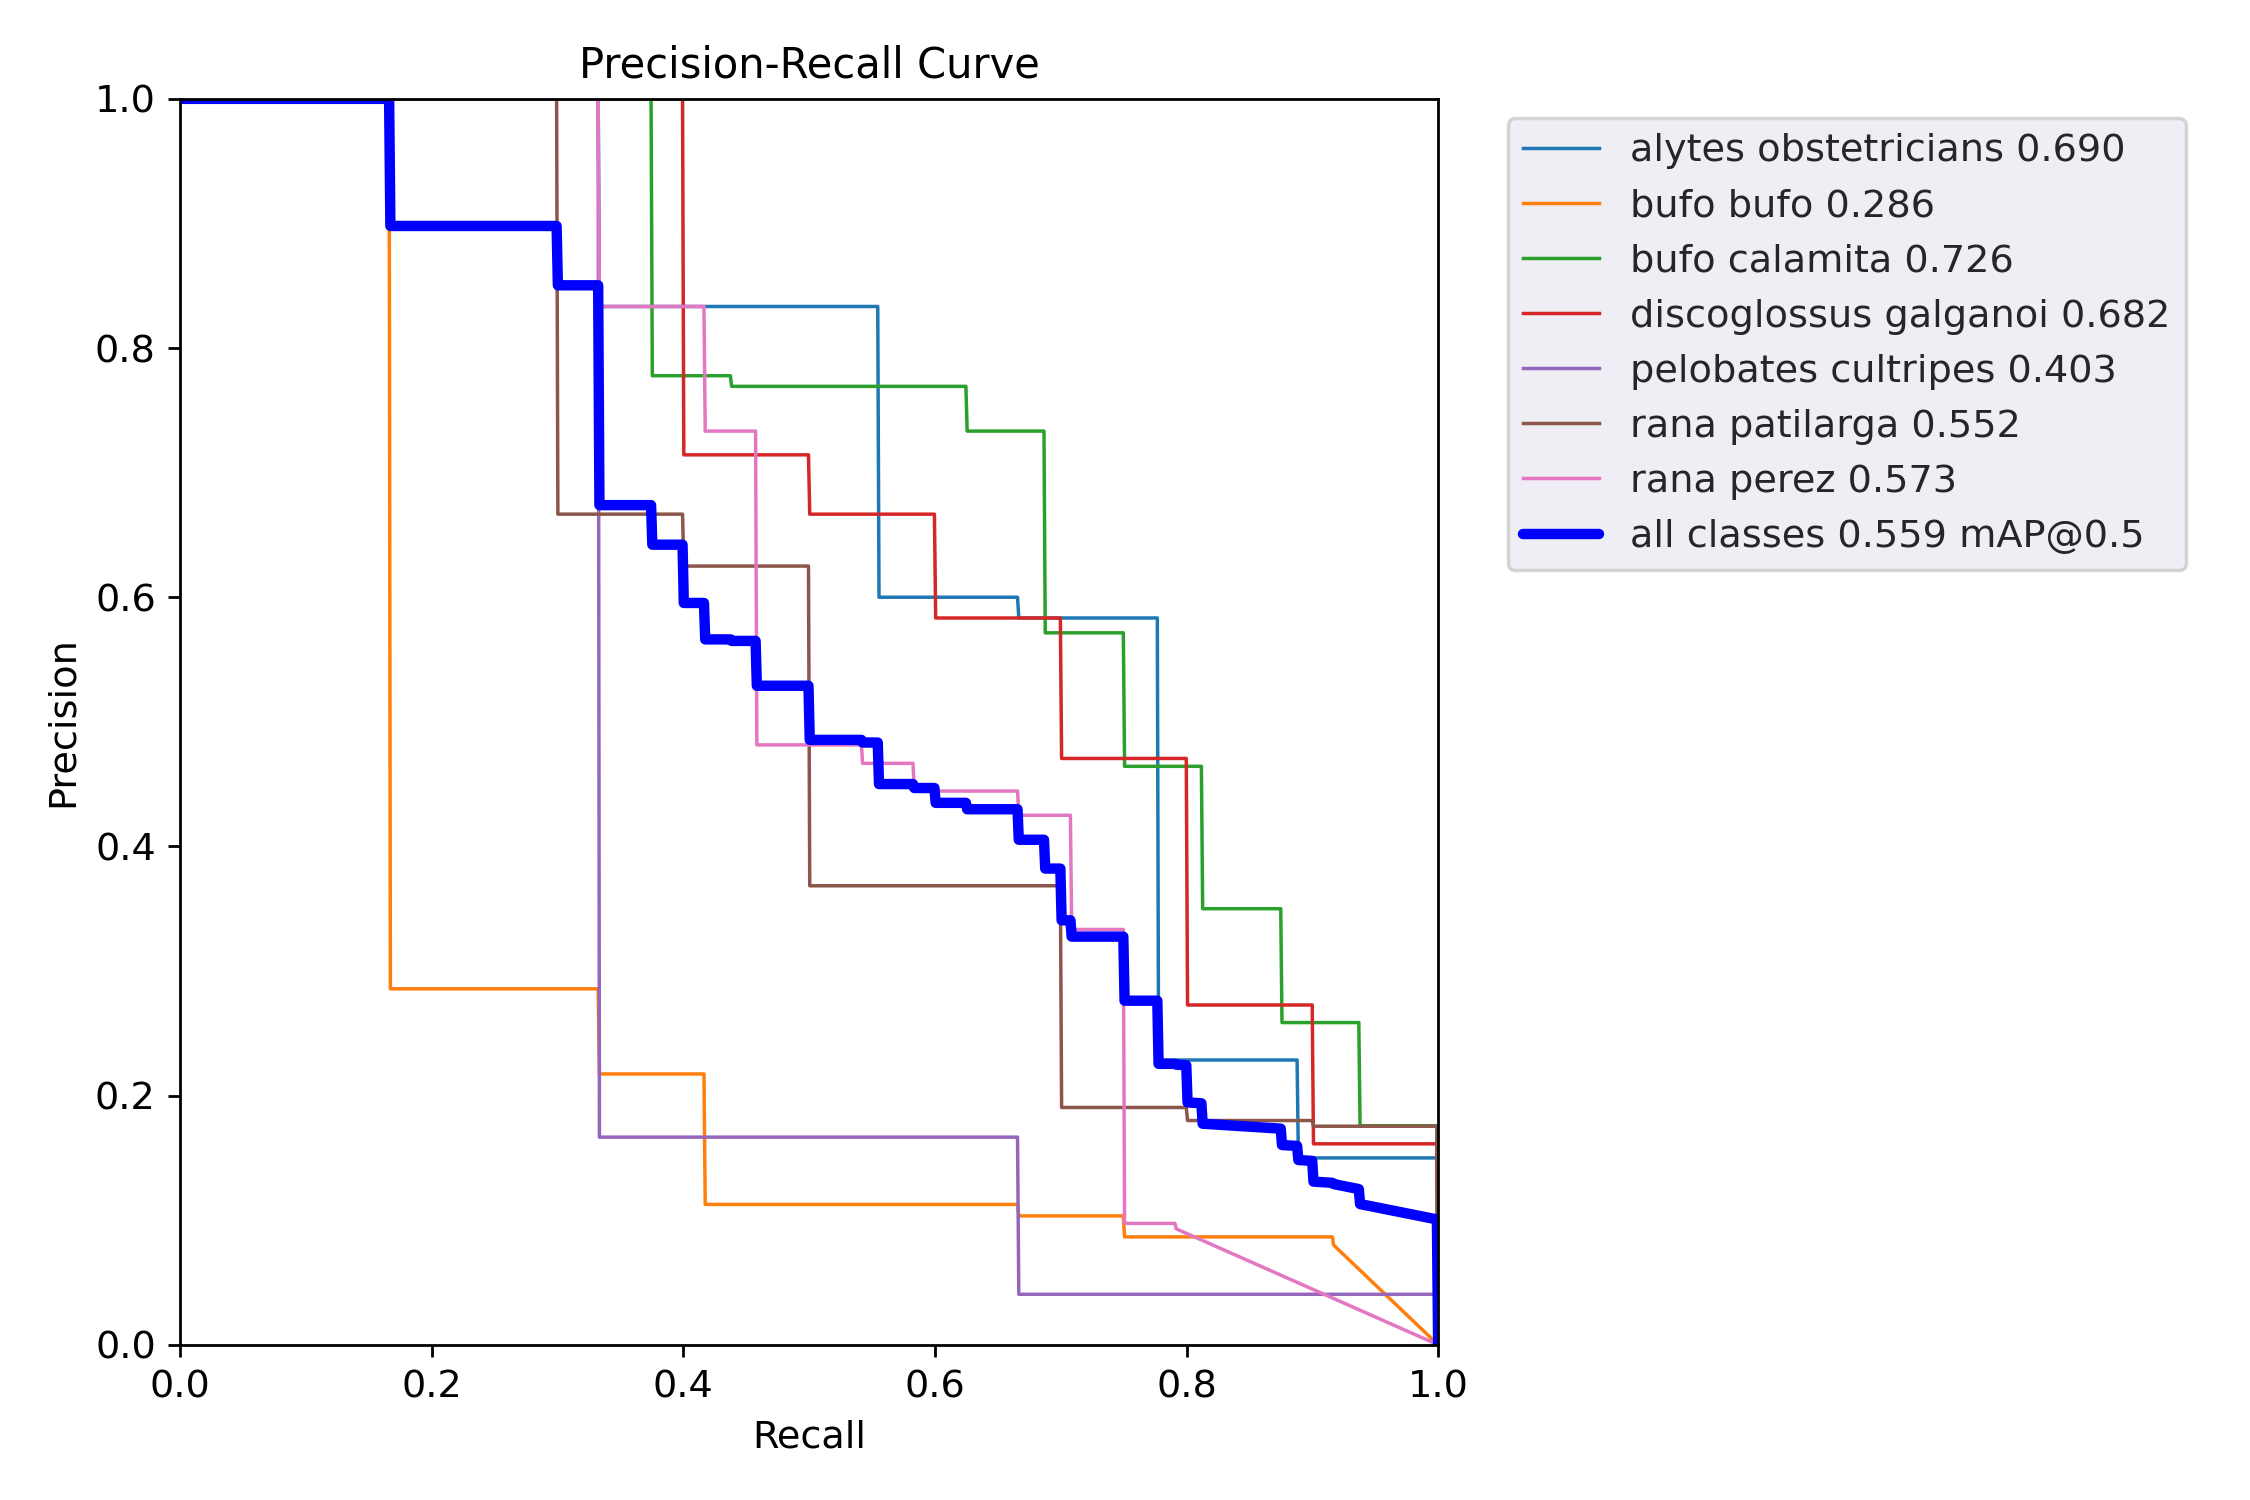 Precision-Recall Curve
1.0
0.8
0.6
0.4
0.2
0.0
Precision
0.0 0.2 0.4 0.6 0.8 1.0
Recall
alytes obstetricians 0.690
bufo bufo 0.286
bufo calamita 0.726
discoglossus galganoi 0.682
pelobates cultripes 0.403
rana patilarga 0.552
rana perez 0.573
all classes 0.559 mAP@0.5